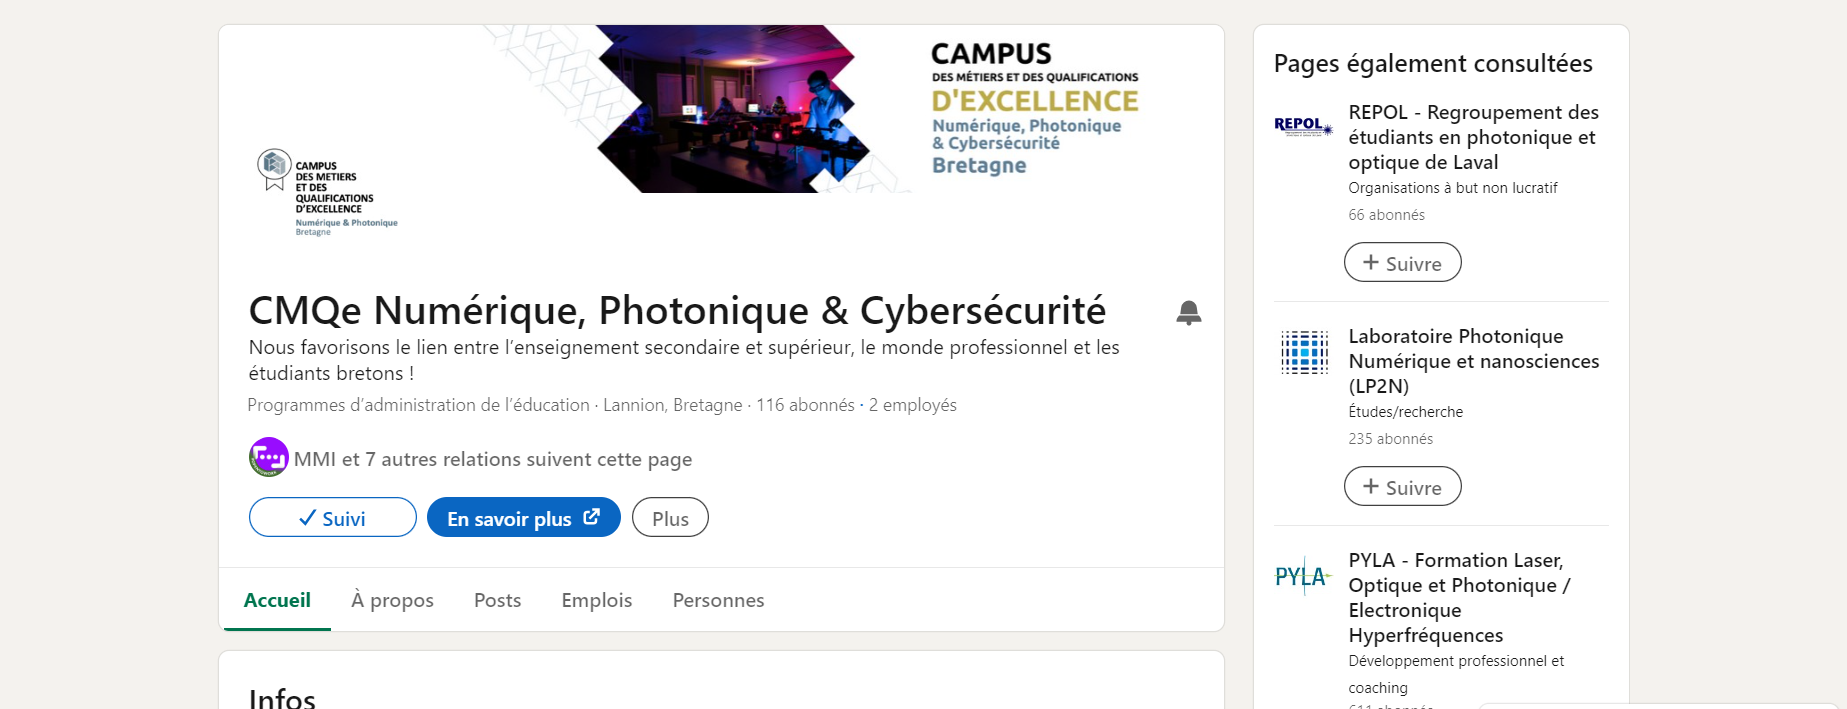 CAMPUS
DES MÉTIERS ET DES QUALIFICATIONS
D'EXCELLENCE
Numérique, Photonique
& Cybersécurité
Bretagne
CAMPUS
DES METIERS
ET DES
QUALIFICATIONS
D'EXCELLENCE
Numérique & Photonique
Bretagne
CMQe Numérique, Photonique & Cybersécurité
Nous favorisons le lien entre l’enseignement secondaire et supérieur, le monde professionnel et les
étudiants bretons !
Programmes d’administration de l’éducation · Lannion, Bretagne · 116 abonnés · 2 employés
MMI et 7 autres relations suivent cette page
Suivi
En savoir plus
Plus
Accueil
À propos
Posts
Emplois
Personnes
Infos
Pages également consultées
REPOL
REPOL - Regroupement des
étudiants en photonique et
optique de Laval
Organisations à but non lucratif
66 abonnés
+ Suivre
Laboratoire Photonique
Numérique et nanosciences
(LP2N)
Études/recherche
235 abonnés
+ Suivre
PYLA
PYLA - Formation Laser,
Optique et Photonique /
Electronique
Hyperfréquences
Développement professionnel et
coaching